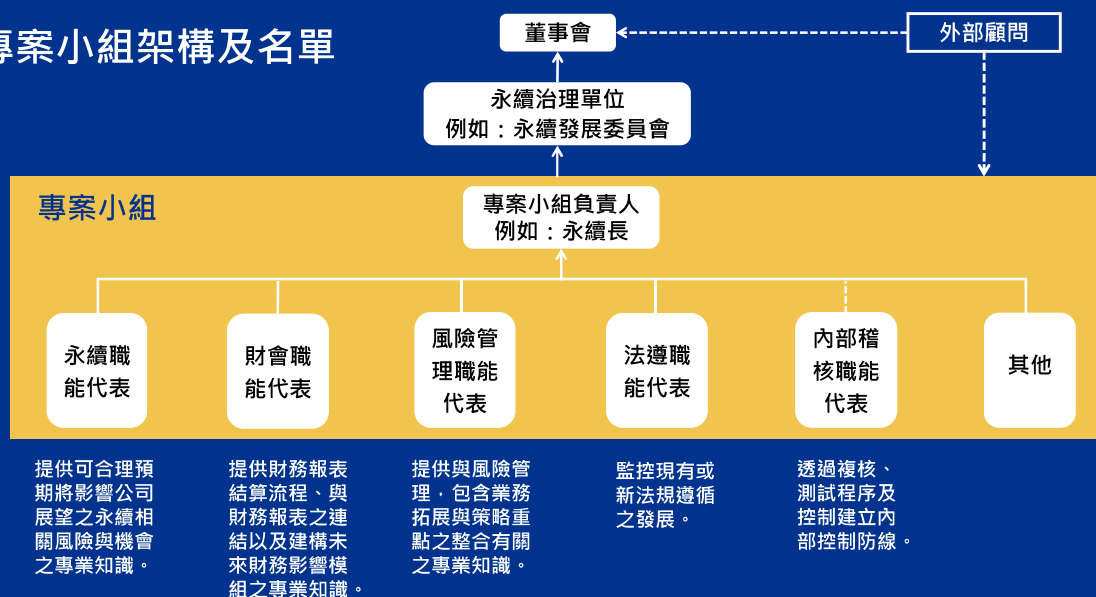 專案小組架構及名單
董事會
外部顧問
永續治理單位
例如：永續發展委員會
專案小組
專案小組負責人
例如：永續長
永續職
能代表
財會職
能代表
風險管
理職能
代表
法遵職
能代表
內部稽
核職能
代表
其他
提供可合理預
期將影響公司
展望之永續相
關風險與機會
之專業知識。
提供財務報表
結算流程、與
財務報表之連
結以及建構未
來財務影響模
組之專業知識。
提供與風險管
理，包含業務
拓展與策略重
點之整合有關
之專業知識。
監控現有或
新法規遵循
之發展。
透過複核、
測試程序及
控制建立內
部控制防線。